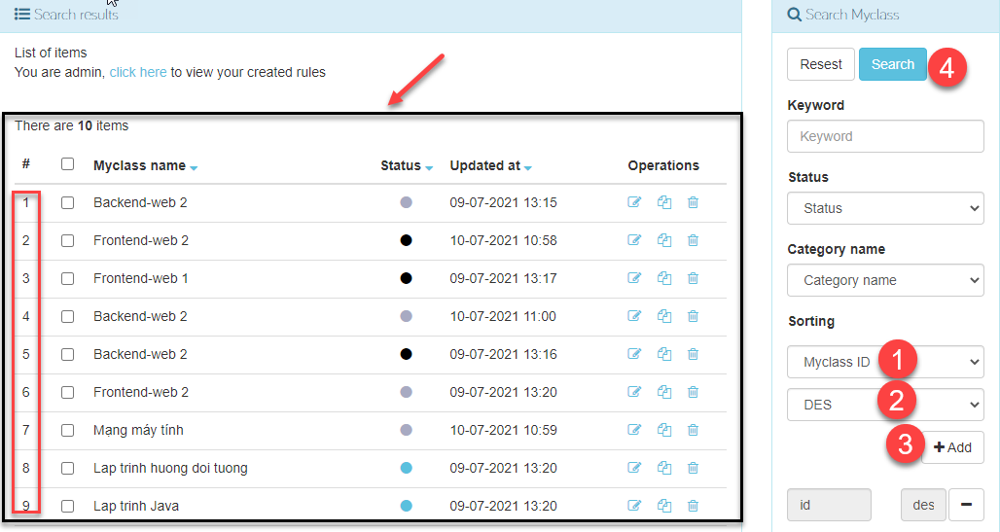 Search results
List of items
You are admin, click here to view your created rules
There are 10 items
# Myclass name Status Updated at Operations
1 Backend-web 2 09-07-2021 13:15
2 Frontend-web 2 10-07-2021 10:58
3 Frontend-web 1 09-07-2021 13:17
4 Backend-web 2 10-07-2021 11:00
5 Backend-web 2 09-07-2021 13:16
6 Frontend-web 2 09-07-2021 13:20
7 Mạng máy tính 10-07-2021 10:59
8 Lap trinh huong doi tuong 09-07-2021 13:20
9 Lap trinh Java 09-07-2021 13:20
Search Myclass
Resest Search 4
Keyword
Keyword
Status
Status
Category name
Category name
Sorting
Myclass ID 1
DES 2
3 Add
id des